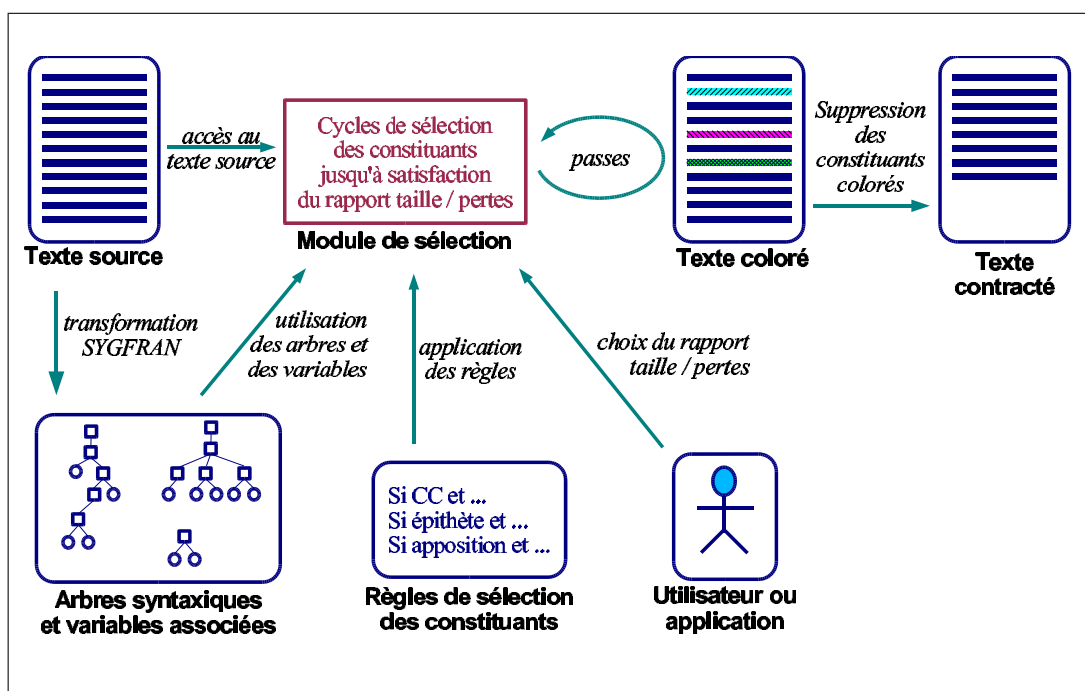 accès au
texte source
Texte source
Cycles de sélection
des constituants
jusqu'à satisfaction
du rapport taille / pertes
Module de sélection
passes
Texte coloré
Suppression
des
constituants
colorés
Texte
contracté
transformation
SYGFRAN
utilisation
des arbres et
des variables
application
des règles
choix du rapport
taille / pertes
Arbres syntaxiques
et variables associées
Si CC et ...
Si épithète et ...
Si apposition et ...
Règles de sélection
des constituants
Utilisateur ou
application